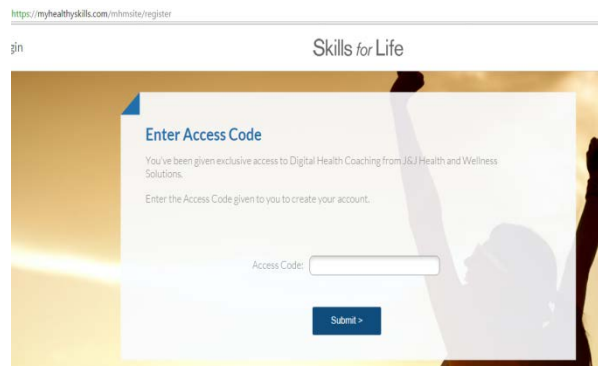 https://myhealthyskills.com/mhmsite/register
gin
Skills for Life
Enter Access Code
You've been given exclusive access to Digital Health Coaching from J&J Health and Wellness
Solutions.
Enter the Access Code given to you to create your account.
Access Code:
Submit >